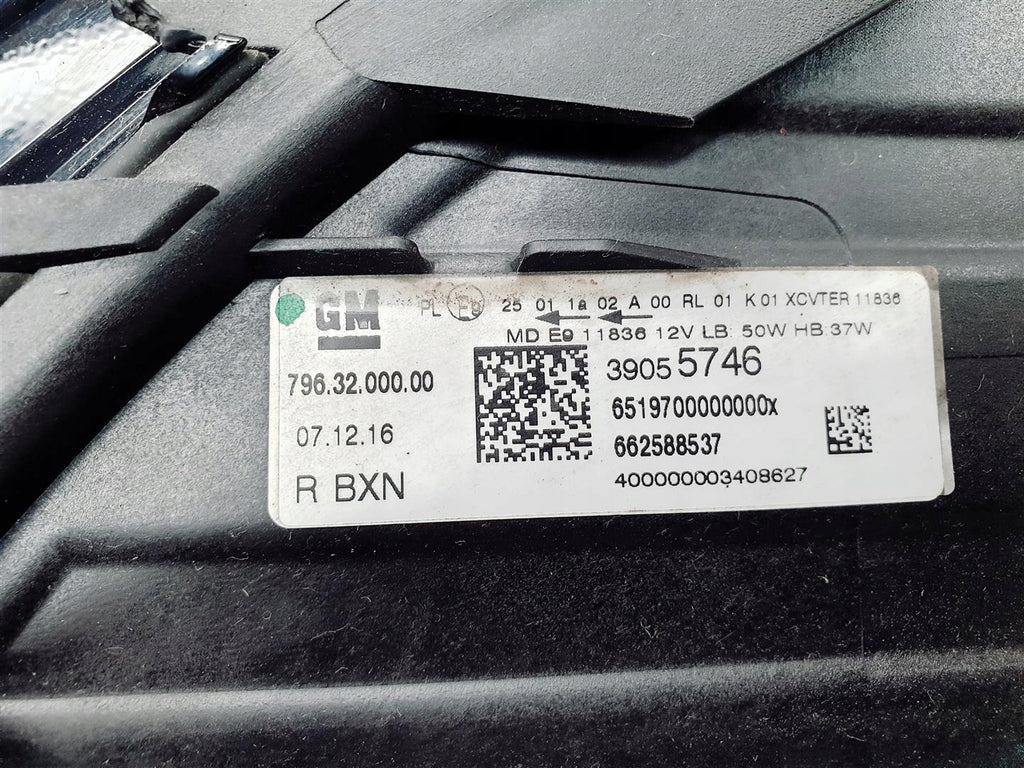 GM
PL E9 25 01 1a 02 A 00 RL 01 K 01 XCVTER 11836
MD E9 11836 12V LB: 50W HB:37W
796.32.000.00
39055746
6519700000000x
07.12.16
662588537
R BXN
400000003408627